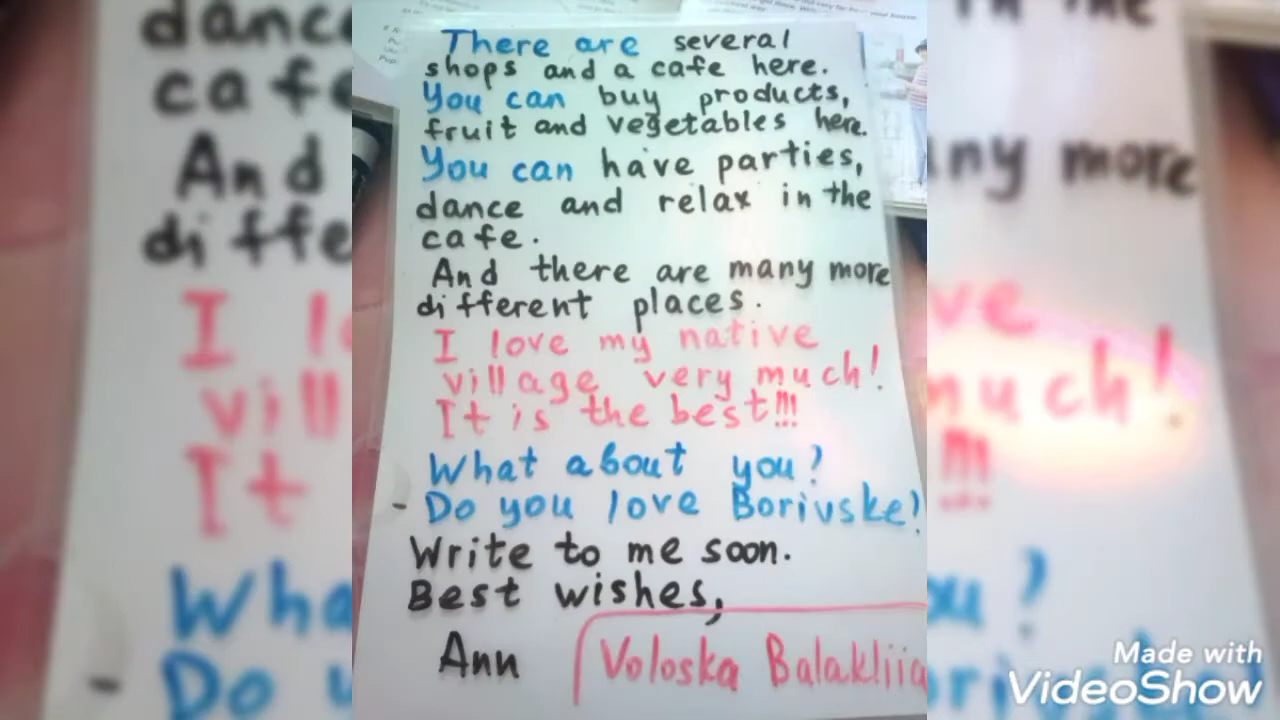 There are several
shops and a cafe here.
You can buy products,
fruit and vegetables here.
You can have parties,
dance and relax in the
cafe.
And there are many more
different places.
I love my native
village very much!
It is the best!!!
What about you?
- Do you love Borivske?
Write to me soon.
Best wishes,
Ann
Voloska Balakliia
Made with
VideoShow